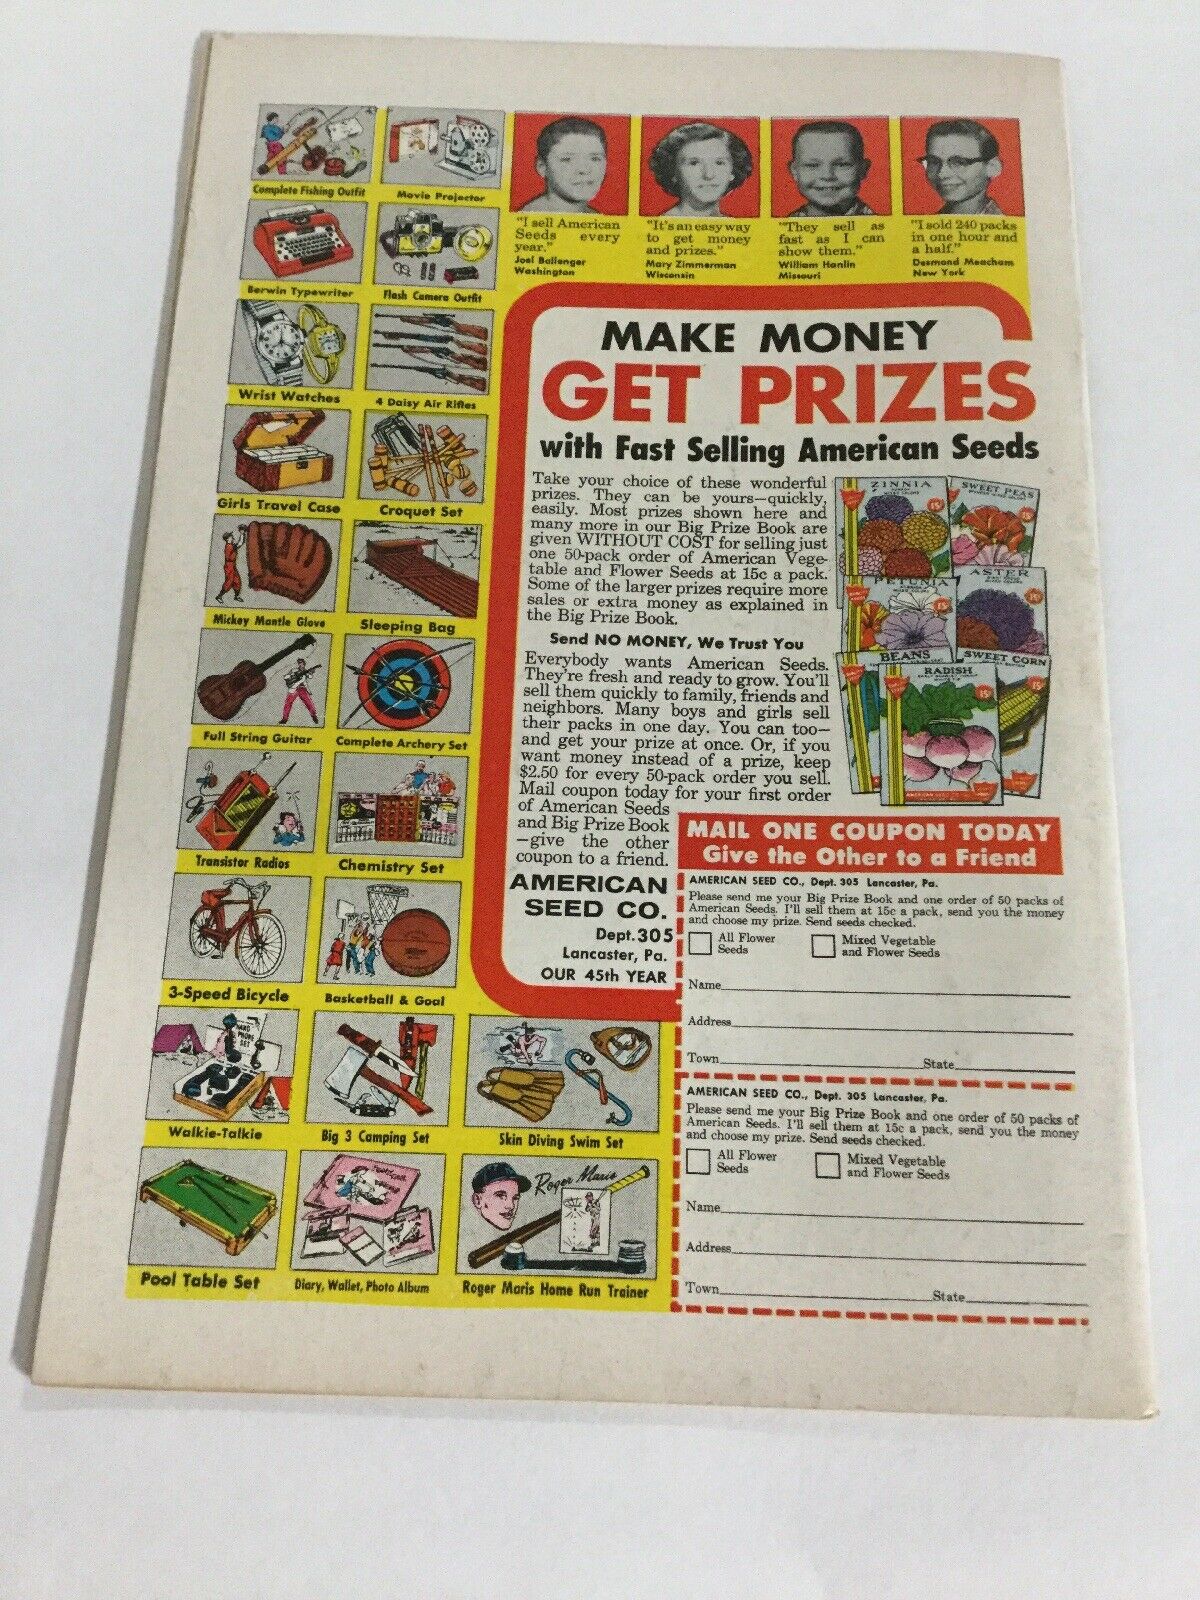 Complete Fishing Outfit
Movie Projector
Berwin Typewriter
Flash Camera Outfit
Wrist Watches
4 Daisy Air Rifles
Girls Travel Case
Croquet Set
Mickey Mantle Glove
Sleeping Bag
Full String Guitar
Complete Archery Set
Transistor Radios
Chemistry Set
3-Speed Bicycle
Basketball & Goal
Walkie-Talkie
Big 3 Camping Set
Skin Diving Swim Set
Pool Table Set
Diary, Wallet, Photo Album
Roger Maris
Roger Maris Home Run Trainer
"I sell American
Seeds every
year."
Joel Ballenger
Washington
"It's an easy way
to get money
and prizes."
Mary Zimmerman
Wisconsin
"They sell as
fast as I can
show them."
William Hanlin
Missouri
"I sold 240 packs
in one hour and
a half."
Desmond Meacham
New York
MAKE MONEY
GET PRIZES
with Fast Selling American Seeds
Take your choice of these wonderful
prizes. They can be yours—quickly,
easily. Most prizes shown here and
many more in our Big Prize Book are
given WITHOUT COST for selling just
one 50-pack order of American Vege-
table and Flower Seeds at 15c a pack.
Some of the larger prizes require more
sales or extra money as explained in
the Big Prize Book.
Send NO MONEY, We Trust You
Everybody wants American Seeds.
They're fresh and ready to grow. You'll
sell them quickly to family, friends and
neighbors. Many boys and girls sell
their packs in one day. You can too—
and get your prize at once. Or, if you
want money instead of a prize, keep
$2.50 for every 50-pack order you sell.
Mail coupon today for your first order
of American Seeds
and Big Prize Book
—give the other
coupon to a friend.
ZINNIA
15¢
SWEET PEAS
15¢
PETUNIA
15¢
ASTER
15¢
BEANS
SWEET CORN
15¢
RADISH
15¢
AMERICAN
SEED CO.
Dept. 305
Lancaster, Pa.
OUR 45th YEAR
MAIL ONE COUPON TODAY
Give the Other to a Friend
AMERICAN SEED CO., Dept. 305 Lancaster, Pa.
Please send me your Big Prize Book and one order of 50 packs of
American Seeds. I'll sell them at 15c a pack, send you the money
and choose my prize. Send seeds checked.
All Flower
Seeds
Mixed Vegetable
and Flower Seeds
Name
Address
Town State
AMERICAN SEED CO., Dept. 305 Lancaster, Pa.
Please send me your Big Prize Book and one order of 50 packs of
American Seeds. I'll sell them at 15c a pack, send you the money
and choose my prize. Send seeds checked.
All Flower
Seeds
Mixed Vegetable
and Flower Seeds
Name
Address
Town State